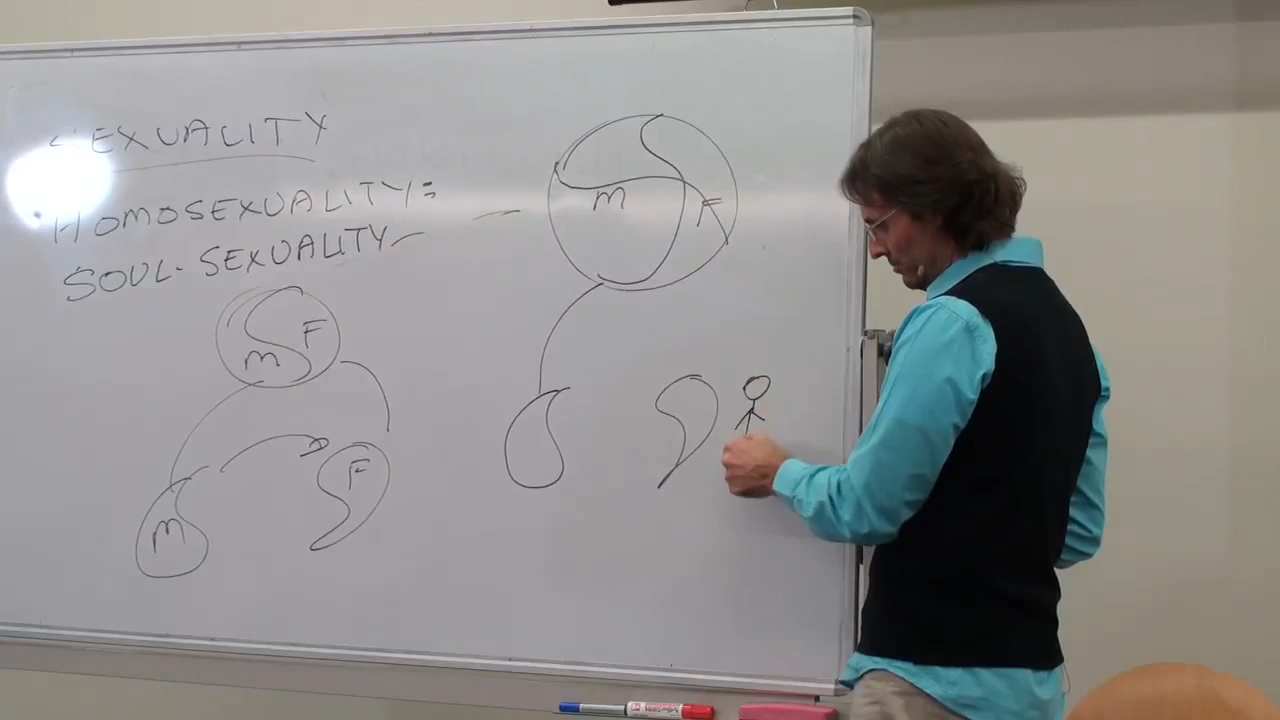 SEXUALITY
HOMOSEXUALITY:
SOUL-SEXUALITY-
M F
M F
M
F